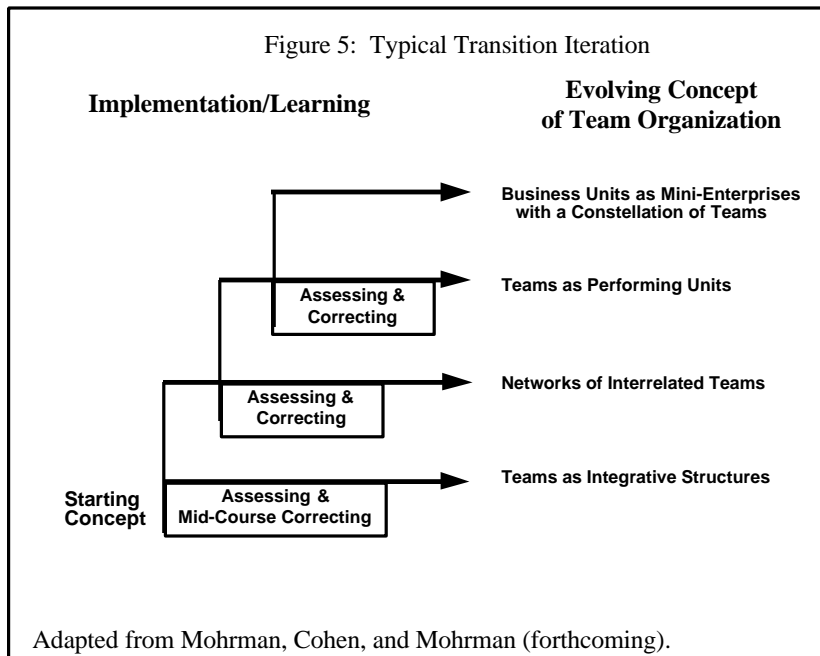 Figure 5: Typical Transition Iteration
Implementation/Learning
Evolving Concept
of Team Organization
Business Units as Mini-Enterprises
with a Constellation of Teams
Assessing &
Correcting
Teams as Performing Units
Assessing &
Correcting
Networks of Interrelated Teams
Starting
Concept
Assessing &
Mid-Course Correcting
Teams as Integrative Structures
Adapted from Mohrman, Cohen, and Mohrman (forthcoming).